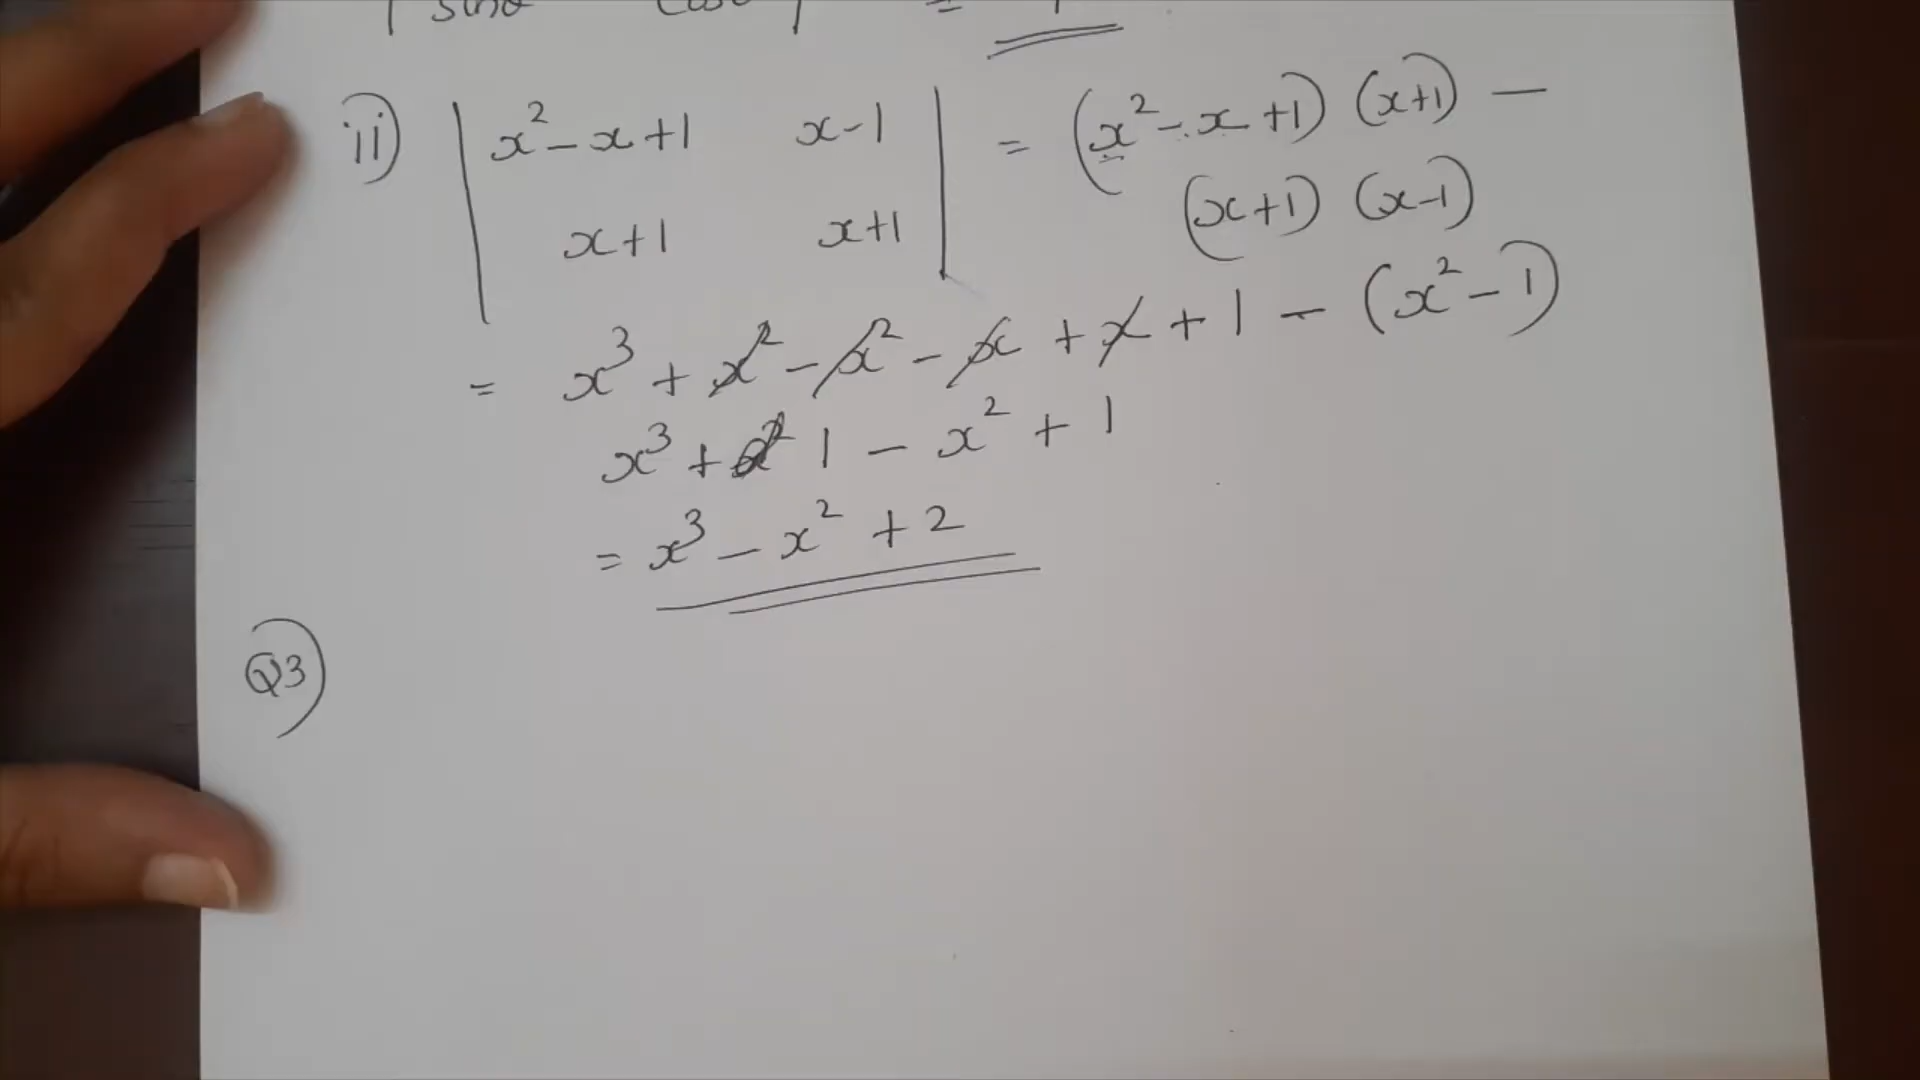 sinθ =
ii) | x² - x + 1 x - 1 | = (x² - x + 1) (x+1) -
| x+1 x+1 | (x+1) (x-1)
= x³ + x² - x² - x + x + 1 - (x² - 1)
x³ + 1 - x² + 1
= x³ - x² + 2
Q3)